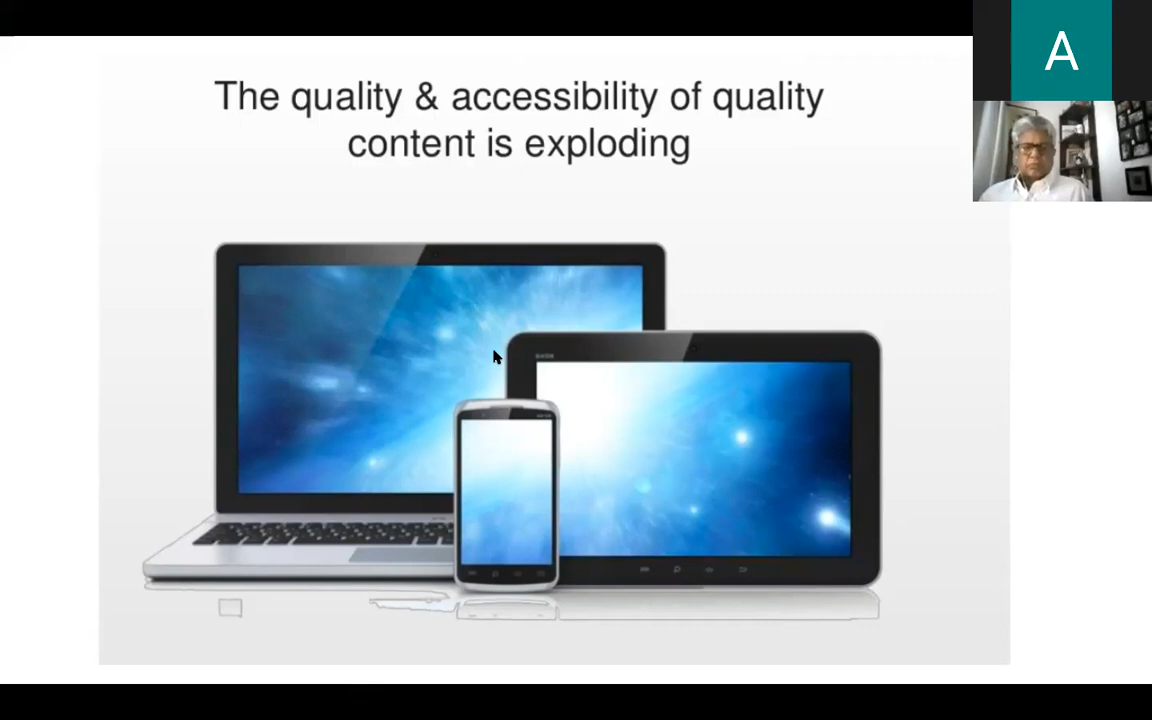 The quality & accessibility of quality
content is exploding
A